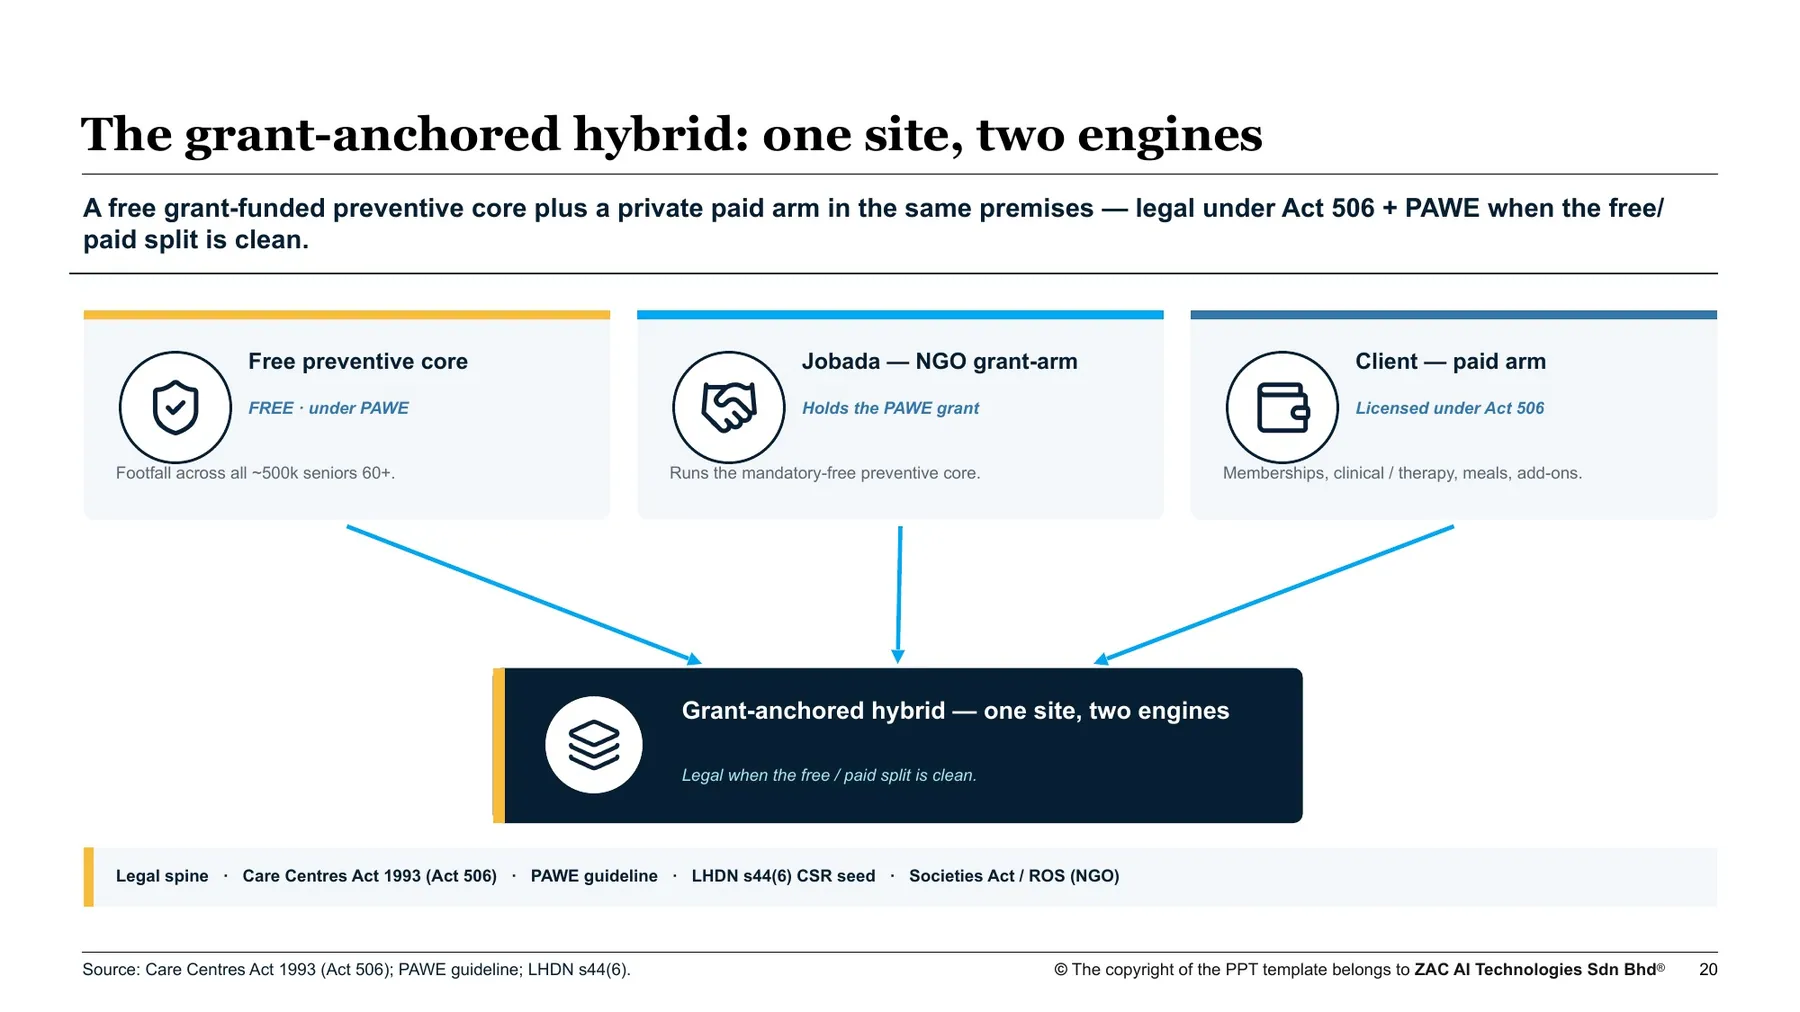 The grant-anchored hybrid: one site, two engines
A free grant-funded preventive core plus a private paid arm in the same premises — legal under Act 506 + PAWE when the free/
paid split is clean.
Free preventive core
FREE · under PAWE
Footfall across all ~500k seniors 60+.
Jobada — NGO grant-arm
Holds the PAWE grant
Runs the mandatory-free preventive core.
Client — paid arm
Licensed under Act 506
Memberships, clinical / therapy, meals, add-ons.
Grant-anchored hybrid — one site, two engines
Legal when the free / paid split is clean.
Legal spine · Care Centres Act 1993 (Act 506) · PAWE guideline · LHDN s44(6) CSR seed · Societies Act / ROS (NGO)
Source: Care Centres Act 1993 (Act 506); PAWE guideline; LHDN s44(6).
© The copyright of the PPT template belongs to ZAC AI Technologies Sdn Bhd® 20